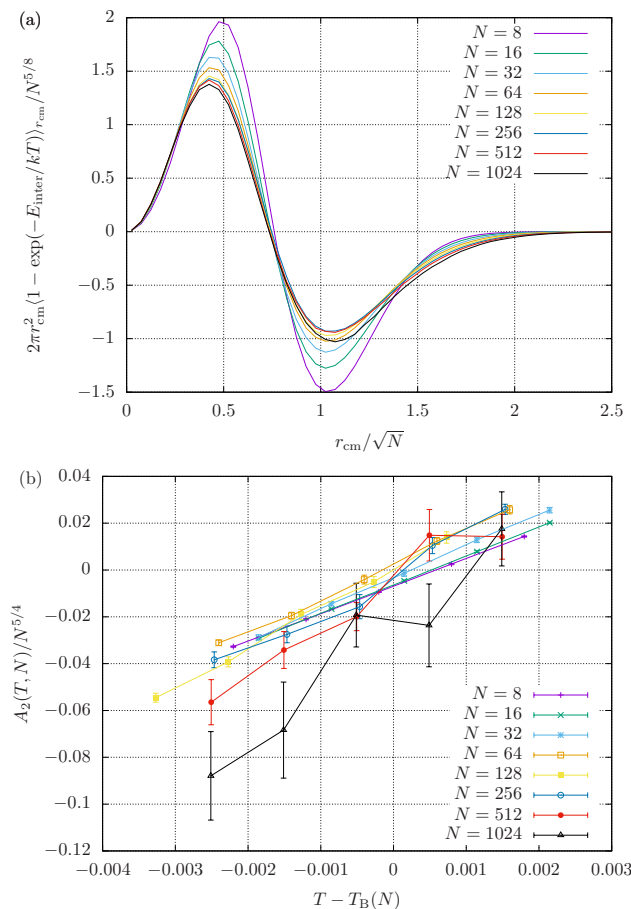 (a)
2πr²cm⟨1 − exp(−Einter/kT)⟩rcm/N^5/8
2
1.5
1
0.5
0
−0.5
−1
−1.5
N = 8
N = 16
N = 32
N = 64
N = 128
N = 256
N = 512
N = 1024
0 0.5 1 1.5 2 2.5
rcm/√N
(b)
A2(T, N)/N^5/4
0.04
0.02
0
−0.02
−0.04
−0.06
−0.08
−0.1
−0.12
N = 8
N = 16
N = 32
N = 64
N = 128
N = 256
N = 512
N = 1024
−0.004 −0.003 −0.002 −0.001 0 0.001 0.002 0.003
T − TB(N)